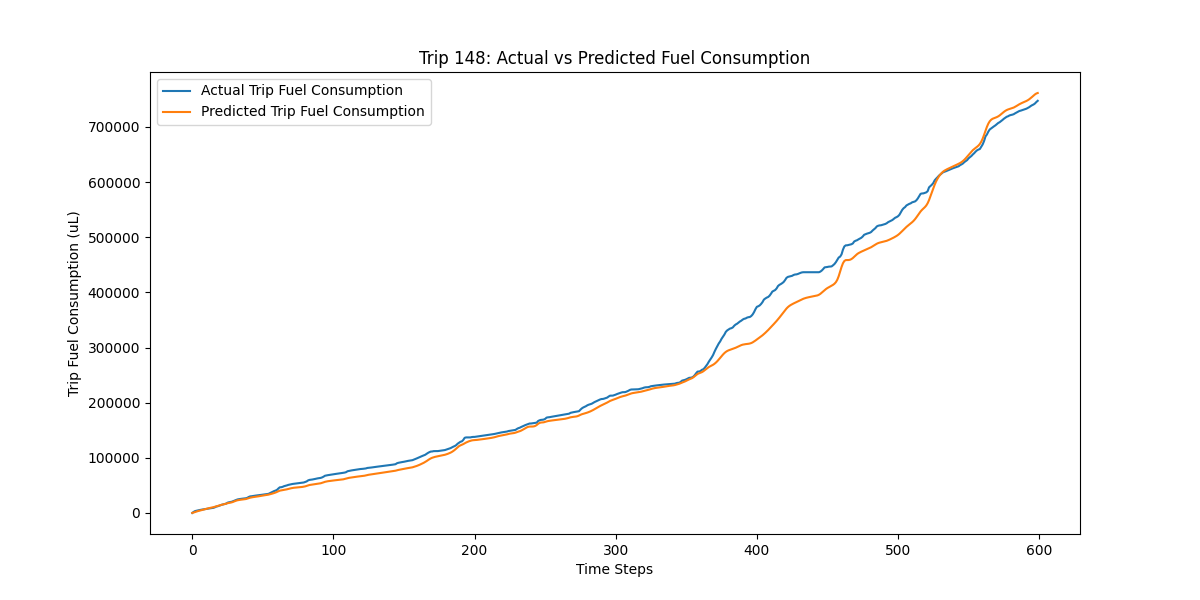 Trip 148: Actual vs Predicted Fuel Consumption
Actual Trip Fuel Consumption
Predicted Trip Fuel Consumption
Trip Fuel Consumption (uL)
700000
600000
500000
400000
300000
200000
100000
0
0 100 200 300 400 500 600
Time Steps